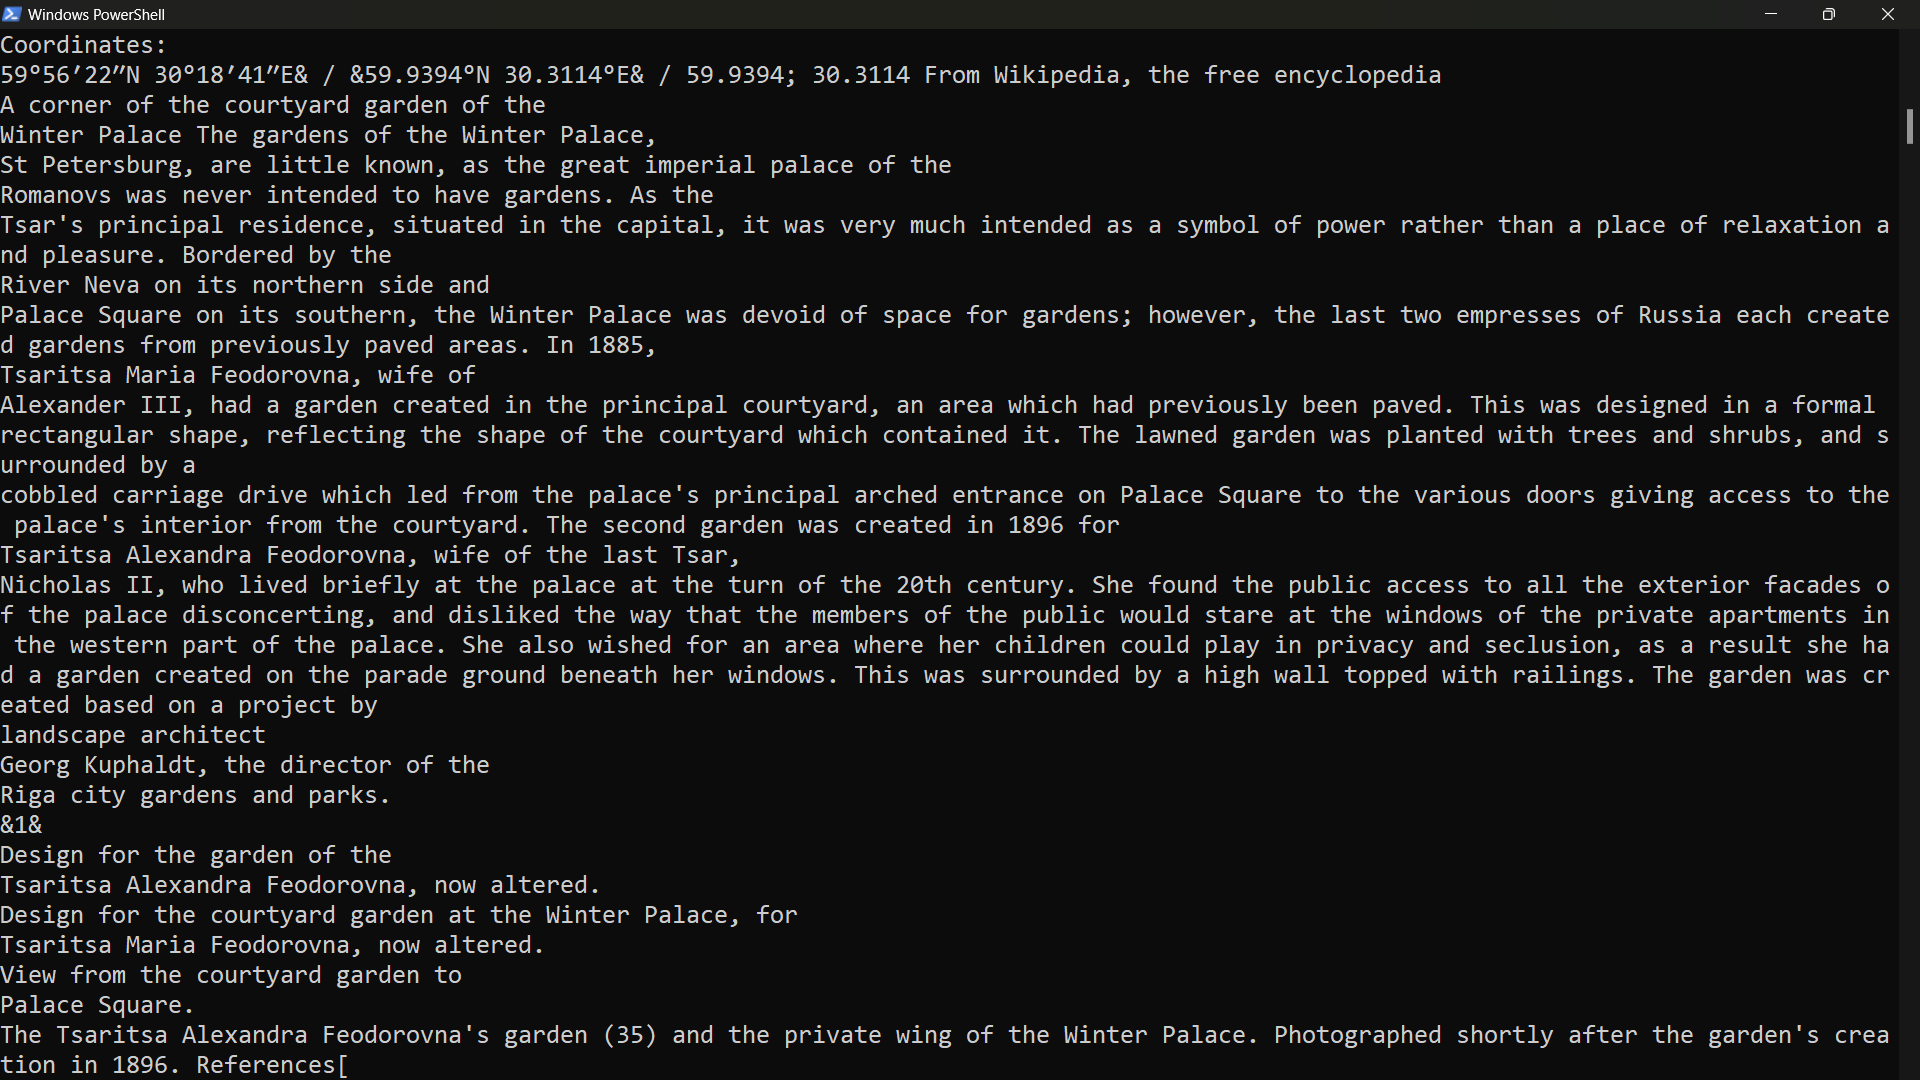 Windows PowerShell
Coordinates:
59°56′22″N 30°18′41″E& / &59.9394°N 30.3114°E& / 59.9394; 30.3114 From Wikipedia, the free encyclopedia
A corner of the courtyard garden of the
Winter Palace The gardens of the Winter Palace,
St Petersburg, are little known, as the great imperial palace of the
Romanovs was never intended to have gardens. As the
Tsar's principal residence, situated in the capital, it was very much intended as a symbol of power rather than a place of relaxation a
nd pleasure. Bordered by the
River Neva on its northern side and
Palace Square on its southern, the Winter Palace was devoid of space for gardens; however, the last two empresses of Russia each create
d gardens from previously paved areas. In 1885,
Tsaritsa Maria Feodorovna, wife of
Alexander III, had a garden created in the principal courtyard, an area which had previously been paved. This was designed in a formal
rectangular shape, reflecting the shape of the courtyard which contained it. The lawned garden was planted with trees and shrubs, and s
urrounded by a
cobbled carriage drive which led from the palace's principal arched entrance on Palace Square to the various doors giving access to the
palace's interior from the courtyard. The second garden was created in 1896 for
Tsaritsa Alexandra Feodorovna, wife of the last Tsar,
Nicholas II, who lived briefly at the palace at the turn of the 20th century. She found the public access to all the exterior facades o
f the palace disconcerting, and disliked the way that the members of the public would stare at the windows of the private apartments in
the western part of the palace. She also wished for an area where her children could play in privacy and seclusion, as a result she ha
d a garden created on the parade ground beneath her windows. This was surrounded by a high wall topped with railings. The garden was cr
eated based on a project by
landscape architect
Georg Kuphaldt, the director of the
Riga city gardens and parks.
&1&
Design for the garden of the
Tsaritsa Alexandra Feodorovna, now altered.
Design for the courtyard garden at the Winter Palace, for
Tsaritsa Maria Feodorovna, now altered.
View from the courtyard garden to
Palace Square.
The Tsaritsa Alexandra Feodorovna's garden (35) and the private wing of the Winter Palace. Photographed shortly after the garden's crea
tion in 1896. References[